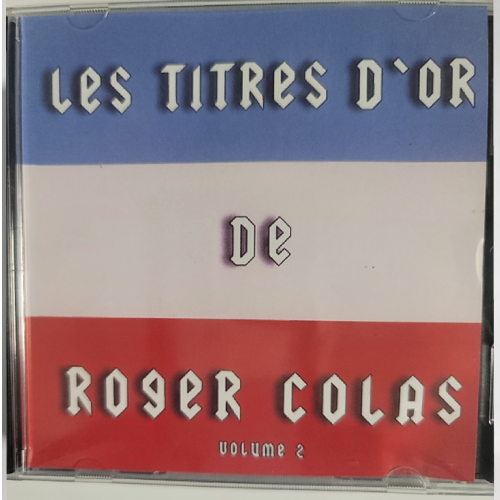 LES TITRES D`OR
DE
ROGER COLAS
VOLUME 2